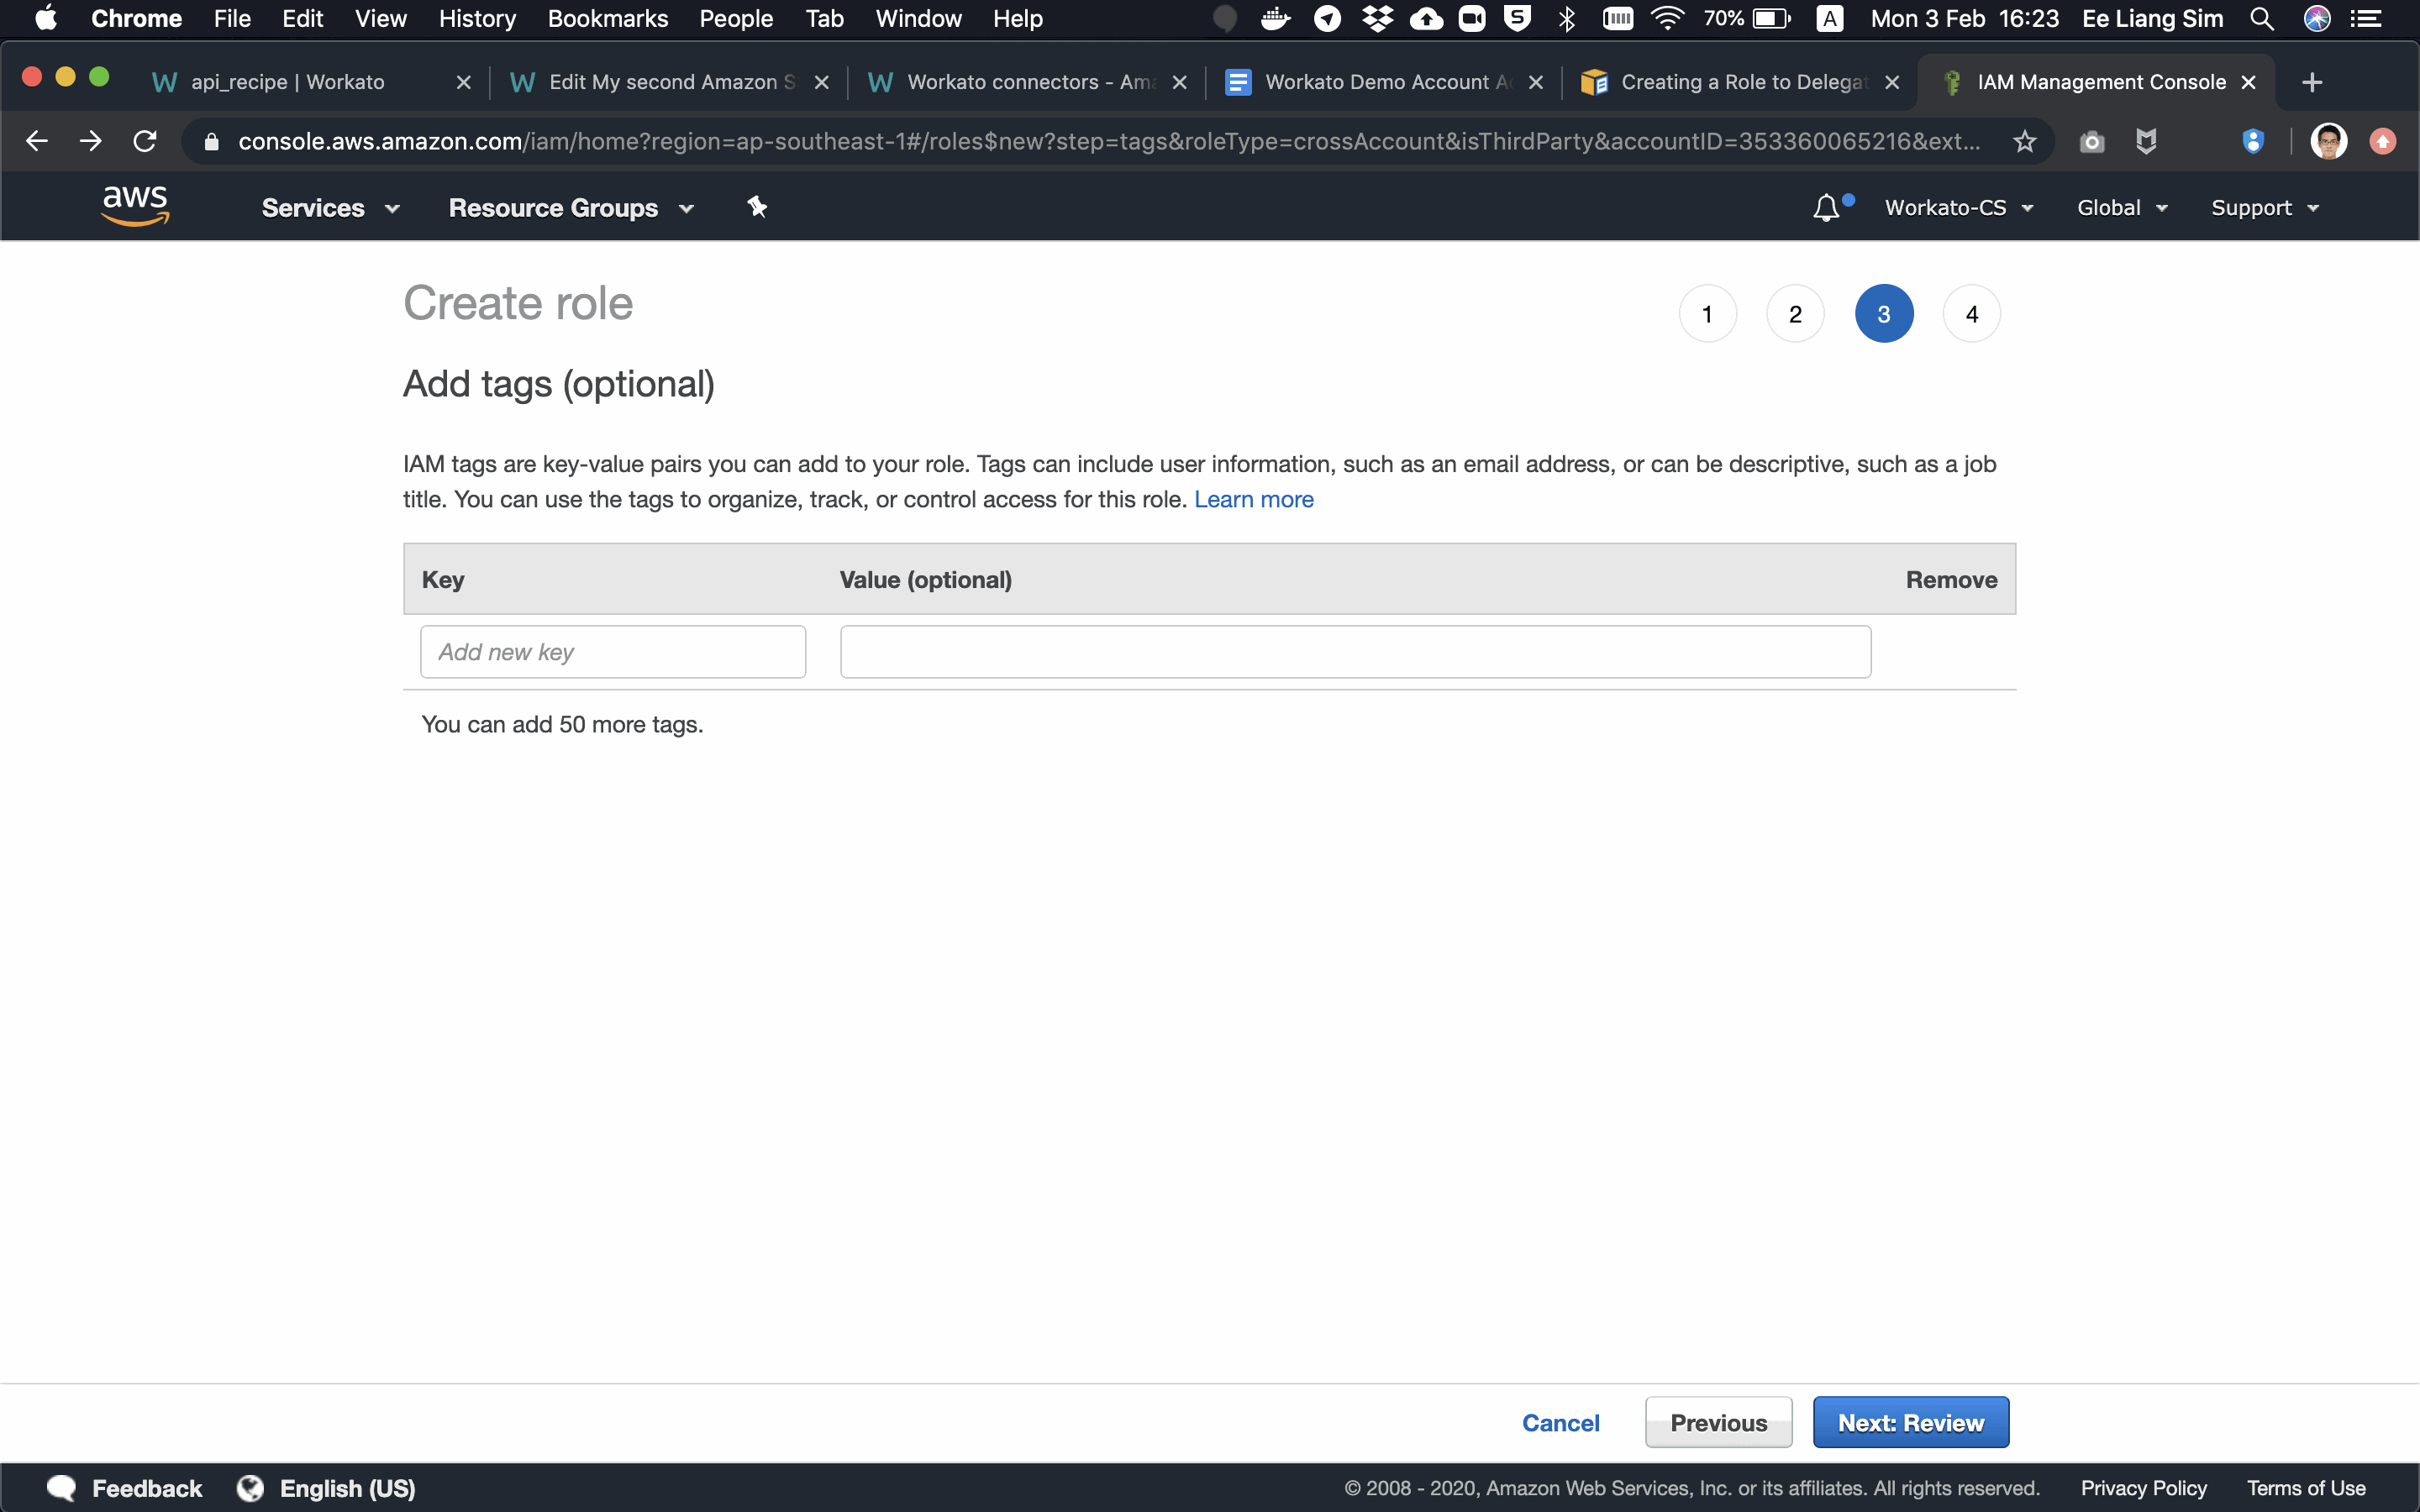 Chrome File Edit View History Bookmarks People Tab Window Help 70% A Mon 3 Feb 16:23 Ee Liang Sim
api_recipe | Workato Edit My second Amazon S Workato connectors - Ama Workato Demo Account A Creating a Role to Delegat IAM Management Console
console.aws.amazon.com/iam/home?region=ap-southeast-1#/roles$new?step=tags&roleType=crossAccount&isThirdParty&accountID=353360065216&ext...
aws Services Resource Groups Workato-CS Global Support
Create role 1 2 3 4
Add tags (optional)
IAM tags are key-value pairs you can add to your role. Tags can include user information, such as an email address, or can be descriptive, such as a job
title. You can use the tags to organize, track, or control access for this role. Learn more
Key Value (optional) Remove
Add new key
You can add 50 more tags.
Cancel Previous Next: Review
Feedback English (US) © 2008 - 2020, Amazon Web Services, Inc. or its affiliates. All rights reserved. Privacy Policy Terms of Use